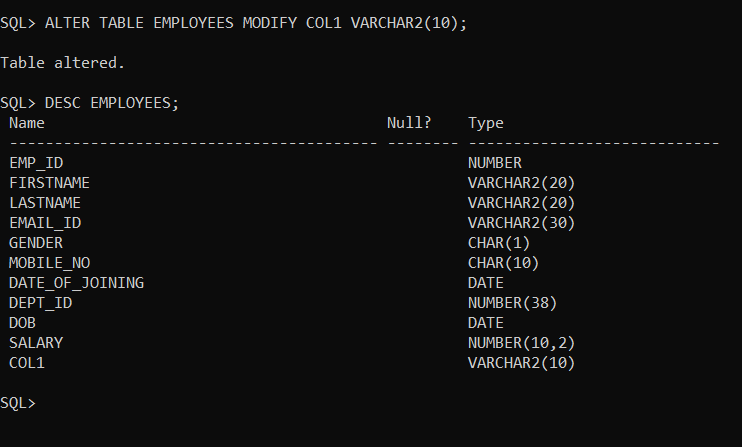 SQL> ALTER TABLE EMPLOYEES MODIFY COL1 VARCHAR2(10);
Table altered.
SQL> DESC EMPLOYEES;
Name Null? Type
----------------------------------------- -------- ----------------------------
EMP_ID NUMBER
FIRSTNAME VARCHAR2(20)
LASTNAME VARCHAR2(20)
EMAIL_ID VARCHAR2(30)
GENDER CHAR(1)
MOBILE_NO CHAR(10)
DATE_OF_JOINING DATE
DEPT_ID NUMBER(38)
DOB DATE
SALARY NUMBER(10,2)
COL1 VARCHAR2(10)
SQL>